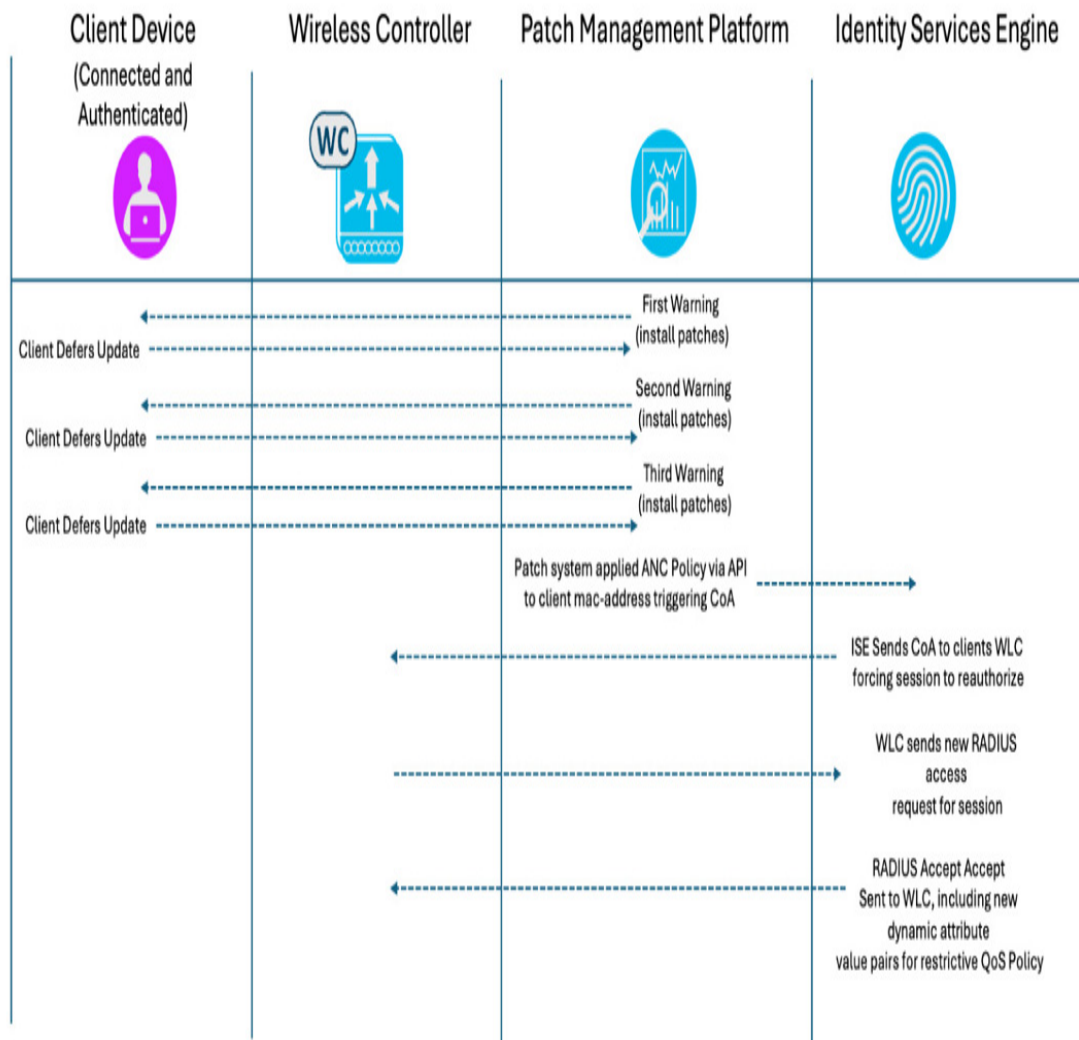 Client Device
(Connected and
Authenticated)
Wireless Controller
Patch Management Platform
Identity Services Engine
WC
First Warning
(install patches)
Client Defers Update
Second Warning
(install patches)
Client Defers Update
Third Warning
(install patches)
Client Defers Update
Patch system applied ANC Policy via API
to client mac-address triggering CoA
ISE Sends CoA to clients WLC
forcing session to reauthorize
WLC sends new RADIUS
access
request for session
RADIUS Accept Accept
Sent to WLC, including new
dynamic attribute
value pairs for restrictive QoS Policy